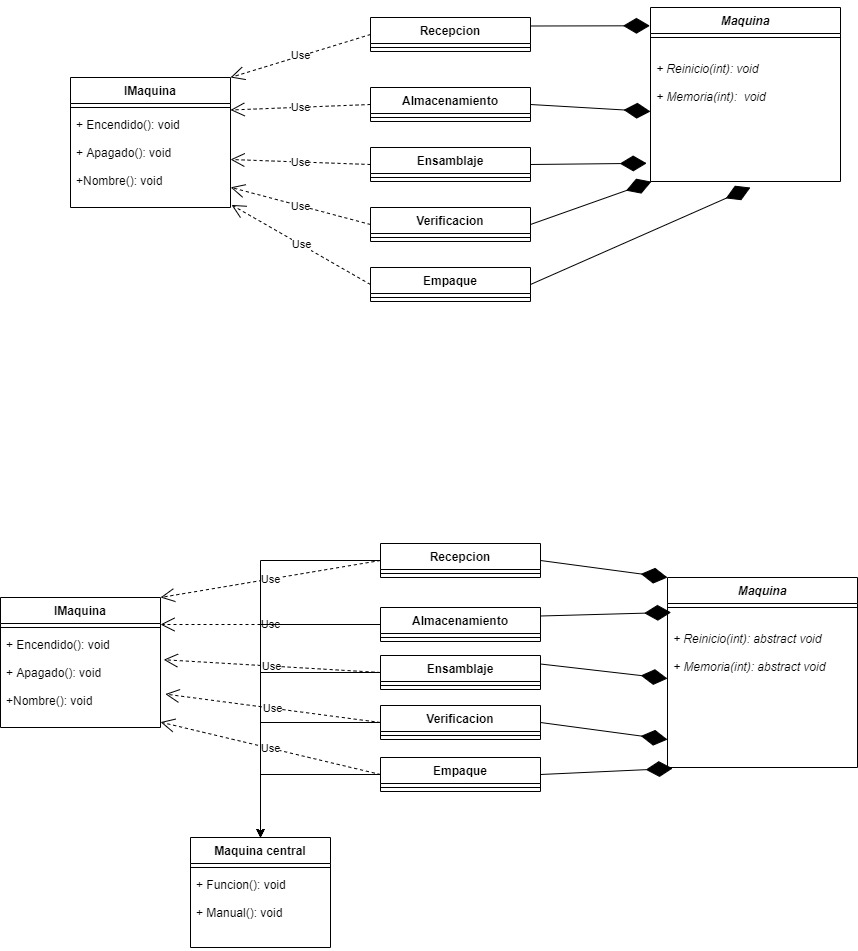 Recepcion
Maquina
+ Reinicio(int): void
+ Memoria(int): void
Use
IMaquina
+ Encendido(): void
+ Apagado(): void
+Nombre(): void
Almacenamiento
Use
Ensamblaje
Use
Verificacion
Use
Empaque
Use
Recepcion
Maquina
+ Reinicio(int): abstract void
+ Memoria(int): abstract void
Use
IMaquina
+ Encendido(): void
+ Apagado(): void
+Nombre(): void
Almacenamiento
Use
Ensamblaje
Use
Verificacion
Use
Empaque
Use
Maquina central
+ Funcion(): void
+ Manual(): void